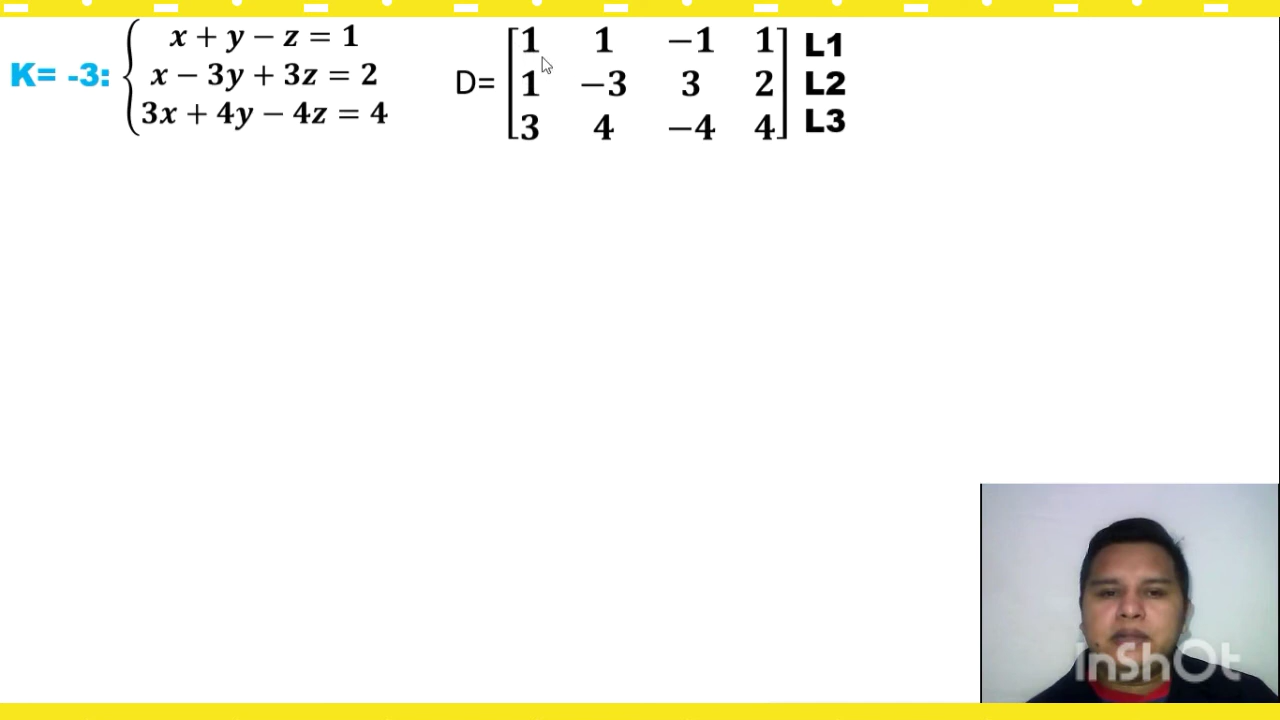 K= -3:
x + y − z = 1
x − 3y + 3z = 2
3x + 4y − 4z = 4
D=
1 1 −1 1 L1
1 −3 3 2 L2
3 4 −4 4 L3
InShOt